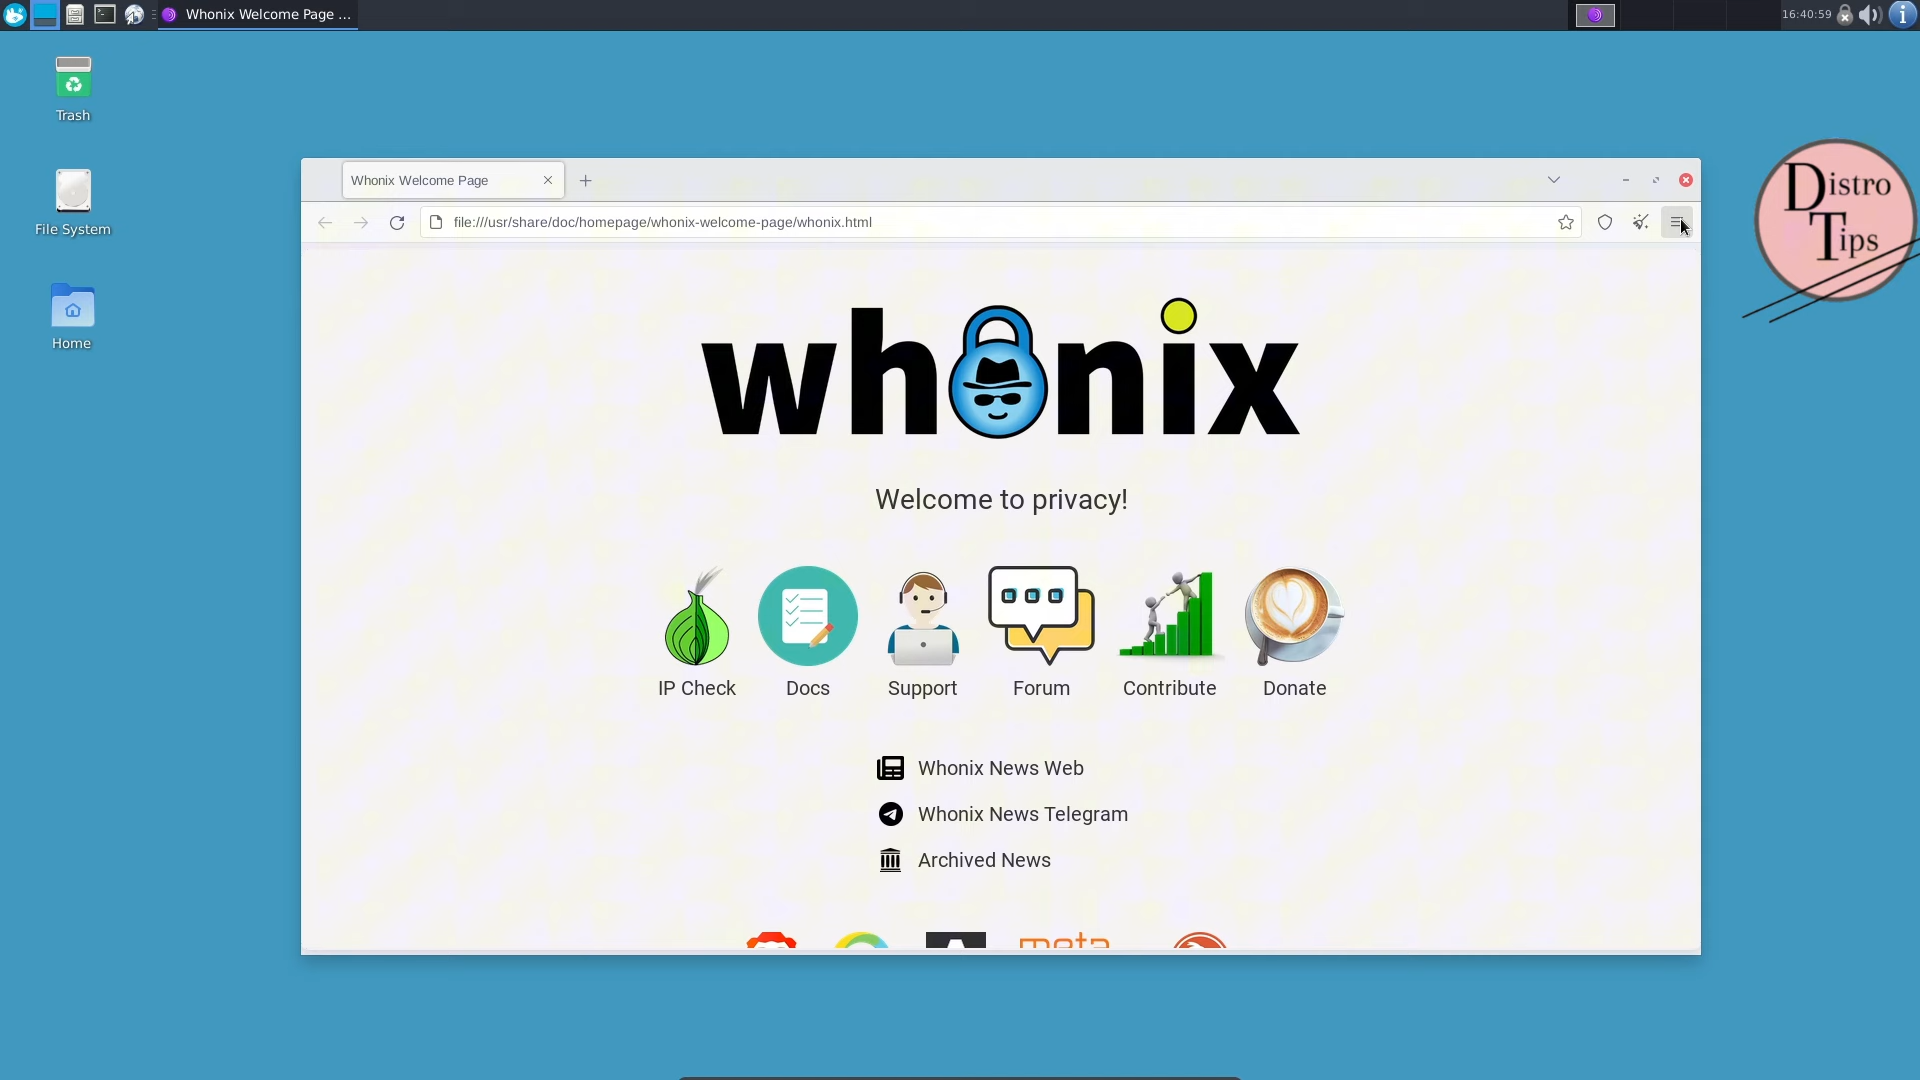 Whonix Welcome Page ...
16:40:59
Trash
File System
Home
Whonix Welcome Page
file:///usr/share/doc/homepage/whonix-welcome-page/whonix.html
Distro
Tips
whonix
Welcome to privacy!
IP Check
Docs
Support
Forum
Contribute
Donate
Whonix News Web
Whonix News Telegram
Archived News
meta